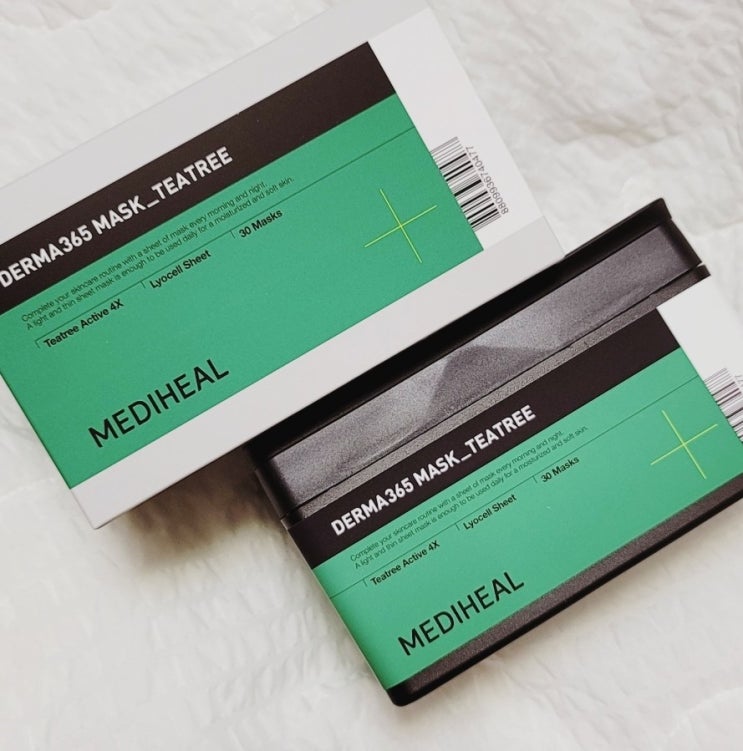 DERMA365 MASK_TEATREE
Complete your skincare routine with a sheet of mask every morning and night.
A light and thin sheet mask is enough to be used daily for a moisturized and soft skin.
Teatree Active 4X
Lyocell Sheet
30 Masks
MEDIHEAL
8809936740477
DERMA365 MASK_TEATREE
Complete your skincare routine with a sheet of mask every morning and night.
A light and thin sheet mask is enough to be used daily for a moisturized and soft skin.
Teatree Active 4X
Lyocell Sheet
30 Masks
MEDIHEAL